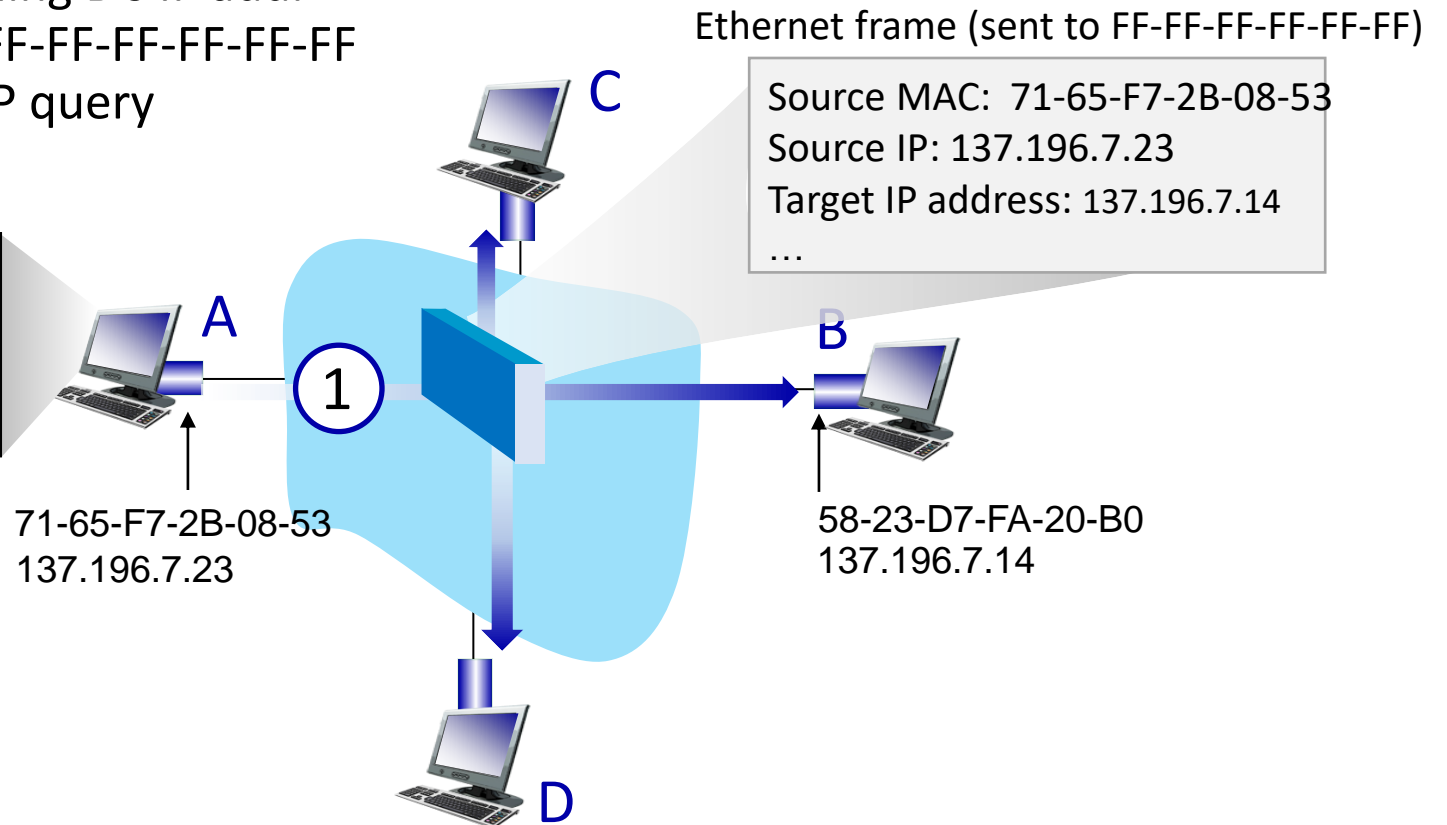 FF-FF-FF-FF-FF-FF
P query
Ethernet frame (sent to FF-FF-FF-FF-FF-FF)
Source MAC: 71-65-F7-2B-08-53
Source IP: 137.196.7.23
Target IP address: 137.196.7.14
…
C
A
B
1
71-65-F7-2B-08-53
137.196.7.23
58-23-D7-FA-20-B0
137.196.7.14
D